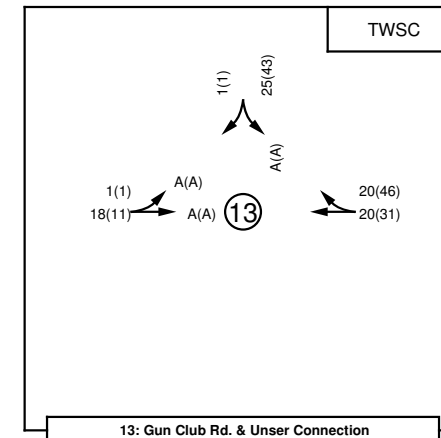 TWSC
1(1)
25(43)
A(A)
1(1)
A(A)
20(46)
18(11)
A(A)
13
20(31)
13: Gun Club Rd. & Unser Connection